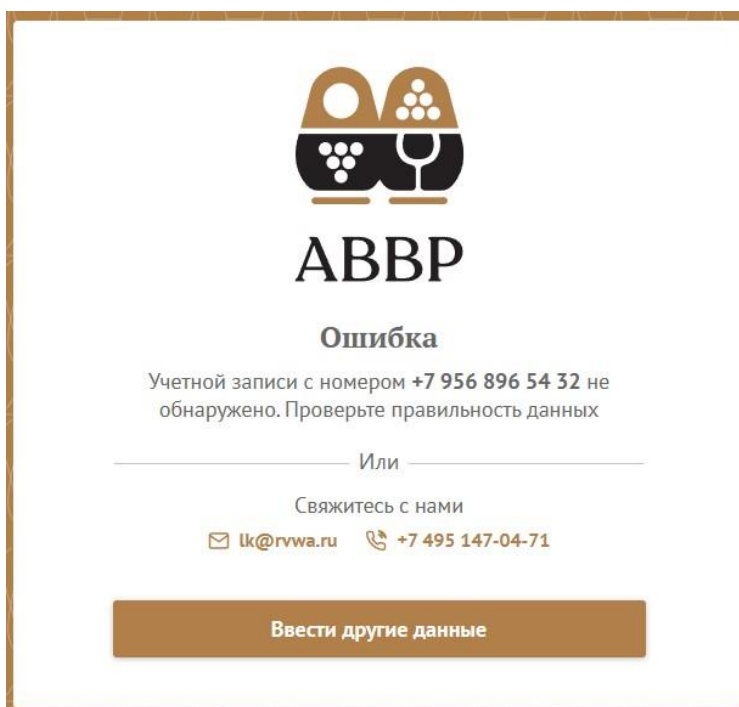 АВВР
Ошибка
Учетной записи с номером +7 956 896 54 32 не
обнаружено. Проверьте правильность данных
Или
Свяжитесь с нами
lk@rvwa.ru +7 495 147-04-71
Ввести другие данные